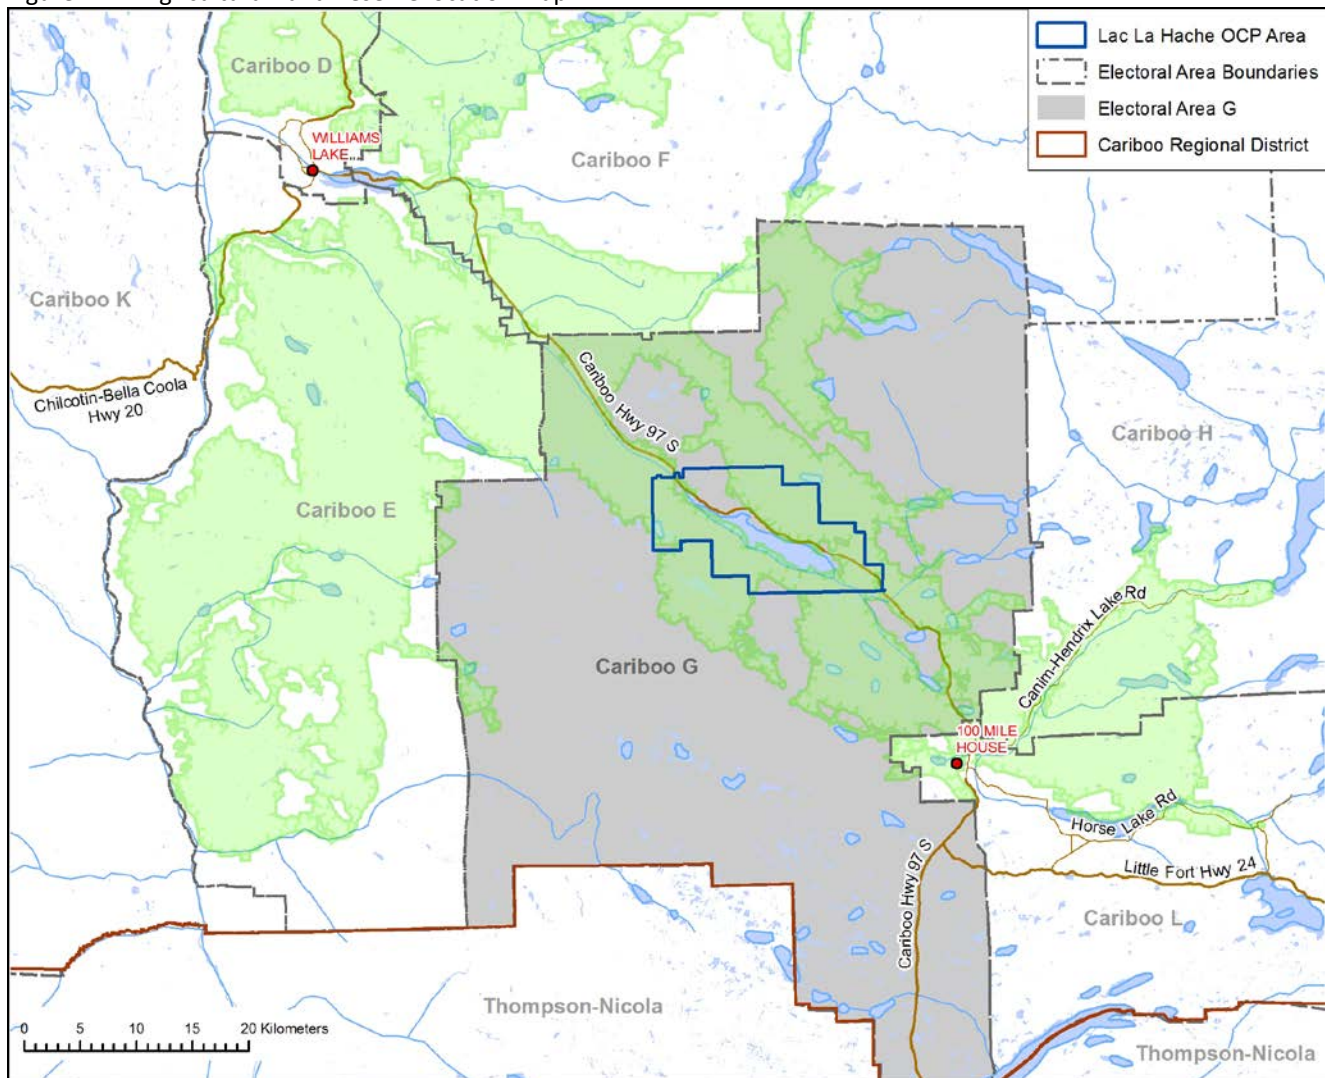 Lac La Hache OCP Area
Electoral Area Boundaries
Electoral Area G
Cariboo Regional District
Cariboo D
WILLIAMS
LAKE
Cariboo F
Cariboo K
Chilcotin-Bella Coola
Hwy 20
Cariboo Hwy 97 S
Cariboo H
Cariboo E
Canim-Hendrix Lake Rd
Cariboo G
100 MILE
HOUSE
Horse Lake Rd
Little Fort Hwy 24
Cariboo Hwy 97 S
Cariboo L
Thompson-Nicola
0 5 10 15 20 Kilometers
Thompson-Nicola